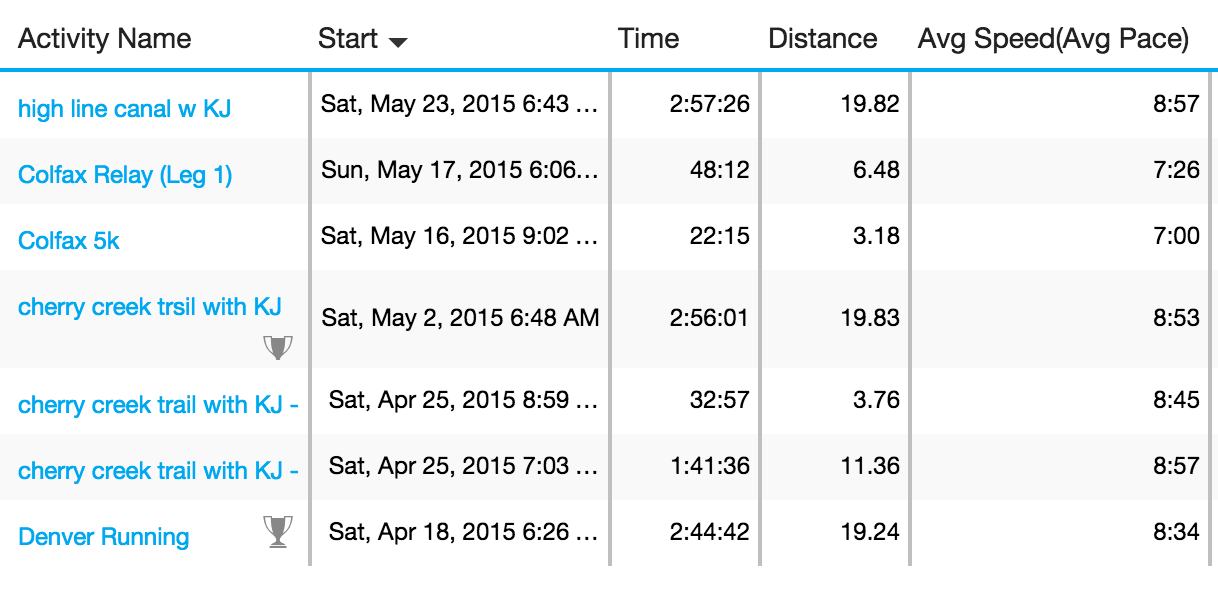 Activity Name Start Time Distance Avg Speed(Avg Pace)
high line canal w KJ Sat, May 23, 2015 6:43 ... 2:57:26 19.82 8:57
Colfax Relay (Leg 1) Sun, May 17, 2015 6:06... 48:12 6.48 7:26
Colfax 5k Sat, May 16, 2015 9:02 ... 22:15 3.18 7:00
cherry creek trsil with KJ Sat, May 2, 2015 6:48 AM 2:56:01 19.83 8:53
cherry creek trail with KJ - Sat, Apr 25, 2015 8:59 ... 32:57 3.76 8:45
cherry creek trail with KJ - Sat, Apr 25, 2015 7:03 ... 1:41:36 11.36 8:57
Denver Running Sat, Apr 18, 2015 6:26 ... 2:44:42 19.24 8:34